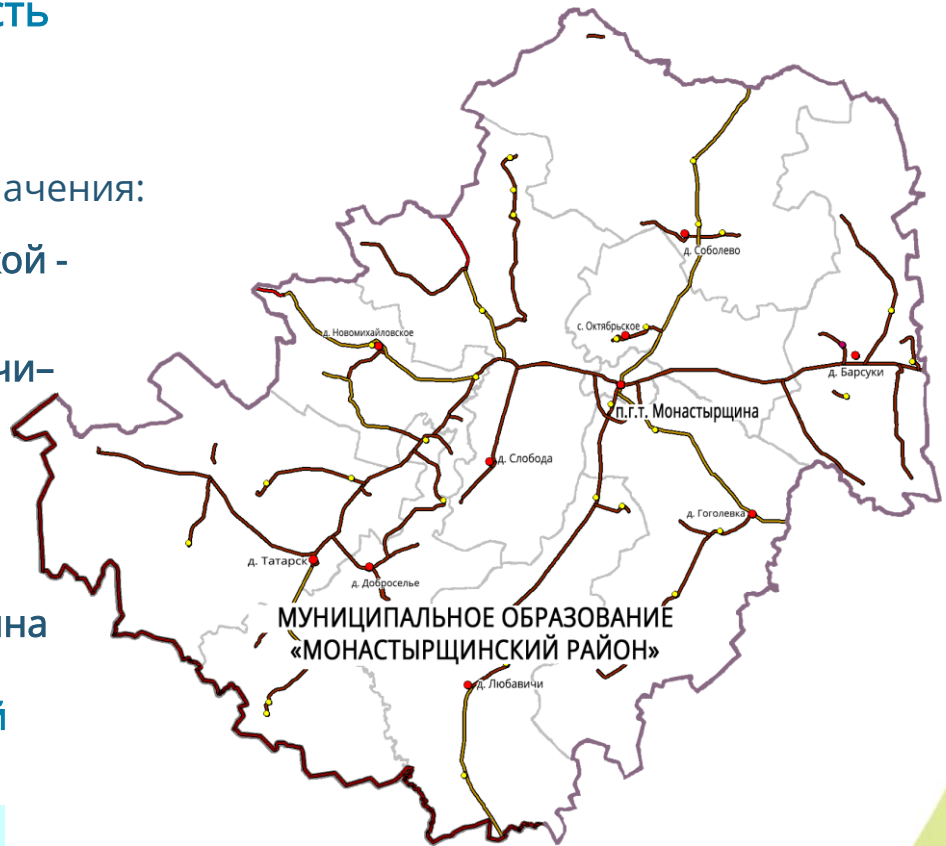 сть
ачения:
кой -
чи–
на
й
д. Соболево
с. Октябрьское
д. Новомихайловское
д. Барсуки
п.г.т. Монастырщина
д. Слобода
д. Гоголевка
д. Татарск
д. Доброселье
МУНИЦИПАЛЬНОЕ ОБРАЗОВАНИЕ
«МОНАСТЫРЩИНСКИЙ РАЙОН»
д. Любавичи